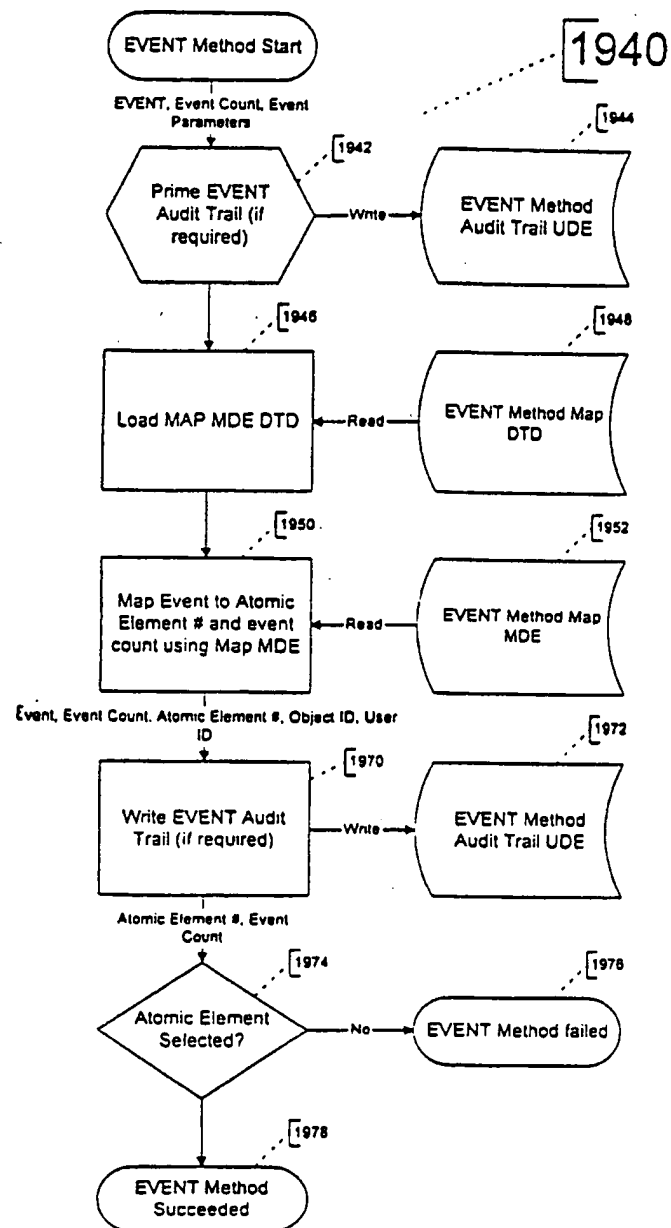 EVENT Method Start
1940
EVENT, Event Count, Event
Parameters
1942
1944
Prime EVENT
Audit Trail (if
required)
Write
EVENT Method
Audit Trail UDE
1946
1948
Load MAP MDE DTD
Read
EVENT Method Map
DTD
1950
1952
Map Event to Atomic
Element # and event
count using Map MDE
Read
EVENT Method Map
MDE
Event, Event Count. Atomic Element #, Object ID, User
ID
1970
1972
Write EVENT Audit
Trail (if required)
Write
EVENT Method
Audit Trail UDE
Atomic Element #, Event
Count
1974
1976
Atomic Element
Selected?
No
EVENT Method failed
1978
EVENT Method
Succeeded